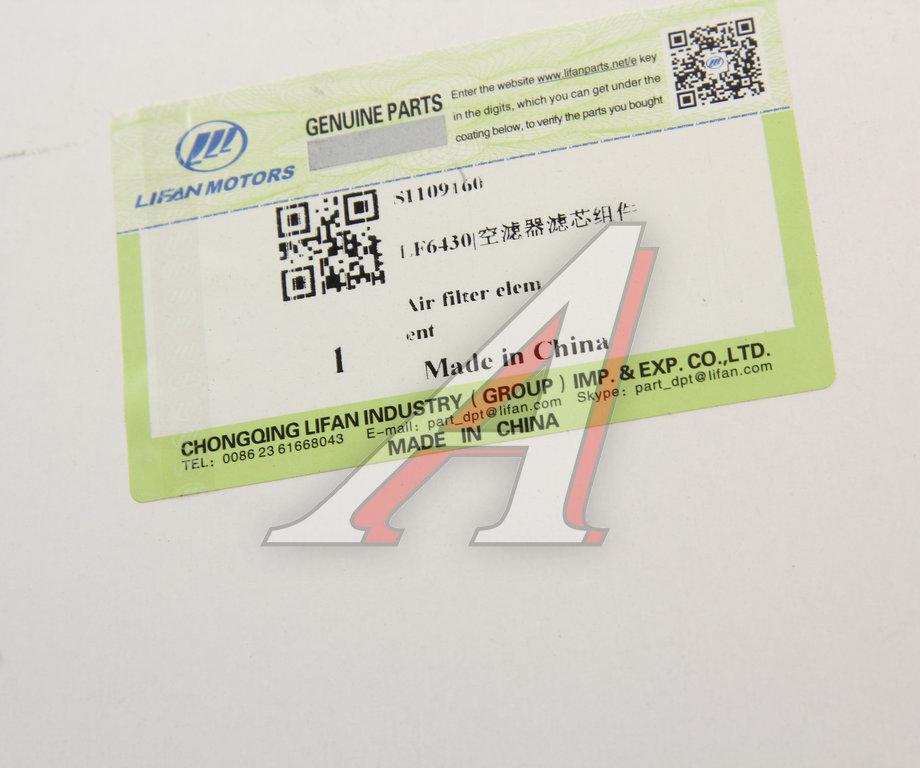 GENUINE PARTS
Enter the website www.lifanparts.net/e key
in the digits, which you can get under the
coating below, to verify the parts you bought
LIFAN MOTORS
S1109160
LF6430|空滤器滤芯组件
Air filter elem
ent
1
Made in China
CHONGQING LIFAN INDUSTRY ( GROUP ) IMP. & EXP. CO.,LTD.
TEL: 0086 23 61668043 E-mail: part_dpt@lifan.com Skype: part_dpt@lifan.com
MADE IN CHINA